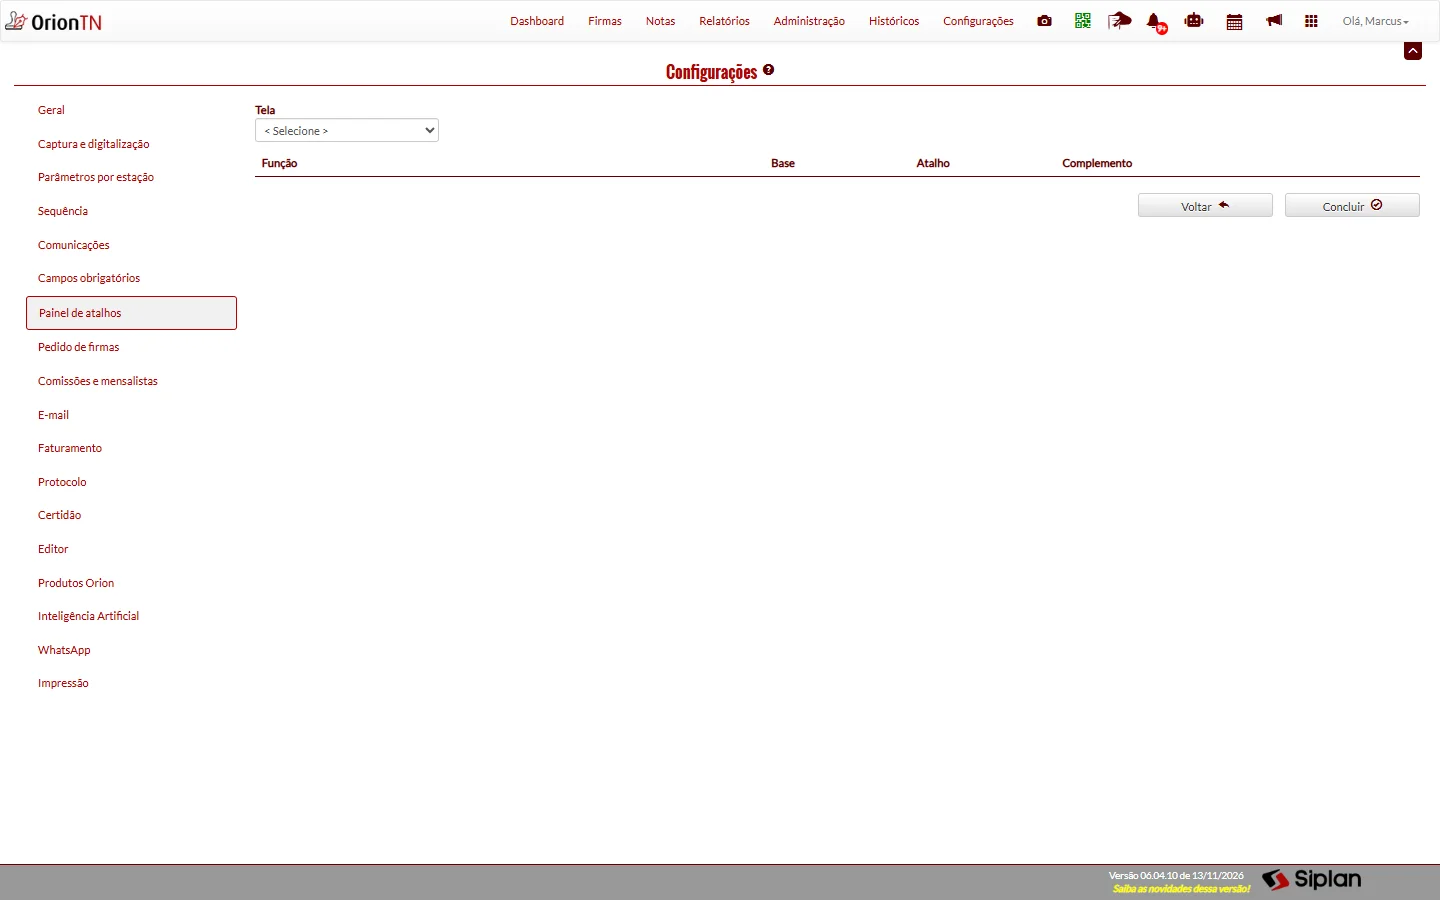 OrionTN
Dashboard Firmas Notas Relatórios Administração Históricos Configurações 9+ Olá, Marcus
Configurações
Geral
Captura e digitalização
Parâmetros por estação
Sequência
Comunicações
Campos obrigatórios
Painel de atalhos
Pedido de firmas
Comissões e mensalistas
E-mail
Faturamento
Protocolo
Certidão
Editor
Produtos Orion
Inteligência Artificial
WhatsApp
Impressão
Tela
< Selecione >
Função Base Atalho Complemento
Voltar Concluir
Versão 06.04.10 de 13/11/2026
Saiba as novidades dessa versão!
Siplan